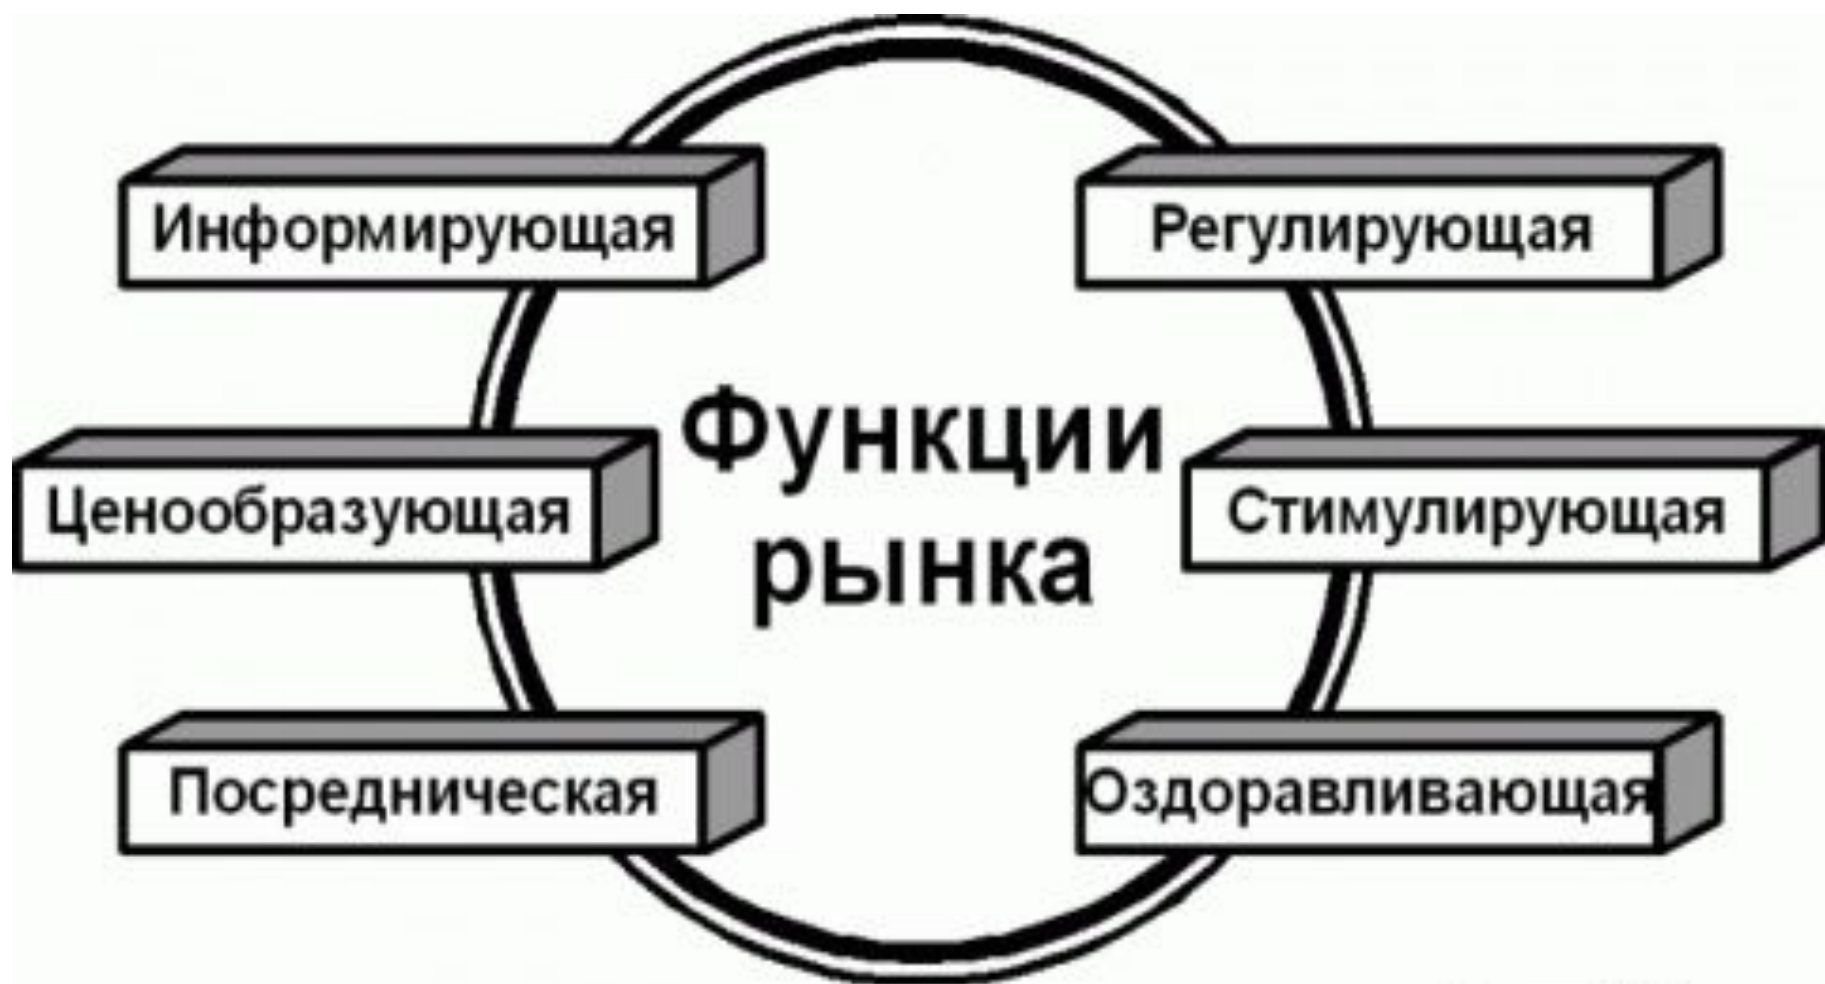 Информирующая
Регулирующая
Функции
рынка
Ценообразующая
Стимулирующая
Посредническая
Оздоравливающая